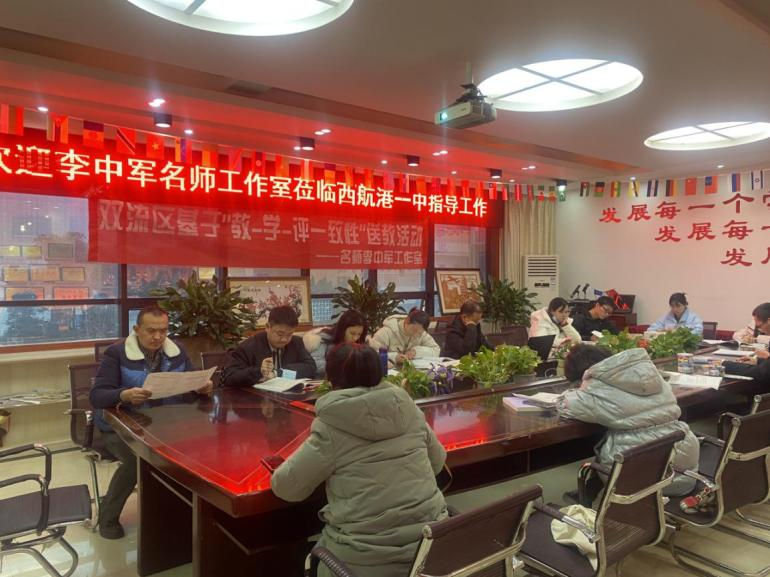 欢迎李中军名师工作室莅临西航港一中指导工作
双流区基于“教-学-评一致性”送教活动
——名师李中军工作室
发展每一个
发展每一
发展